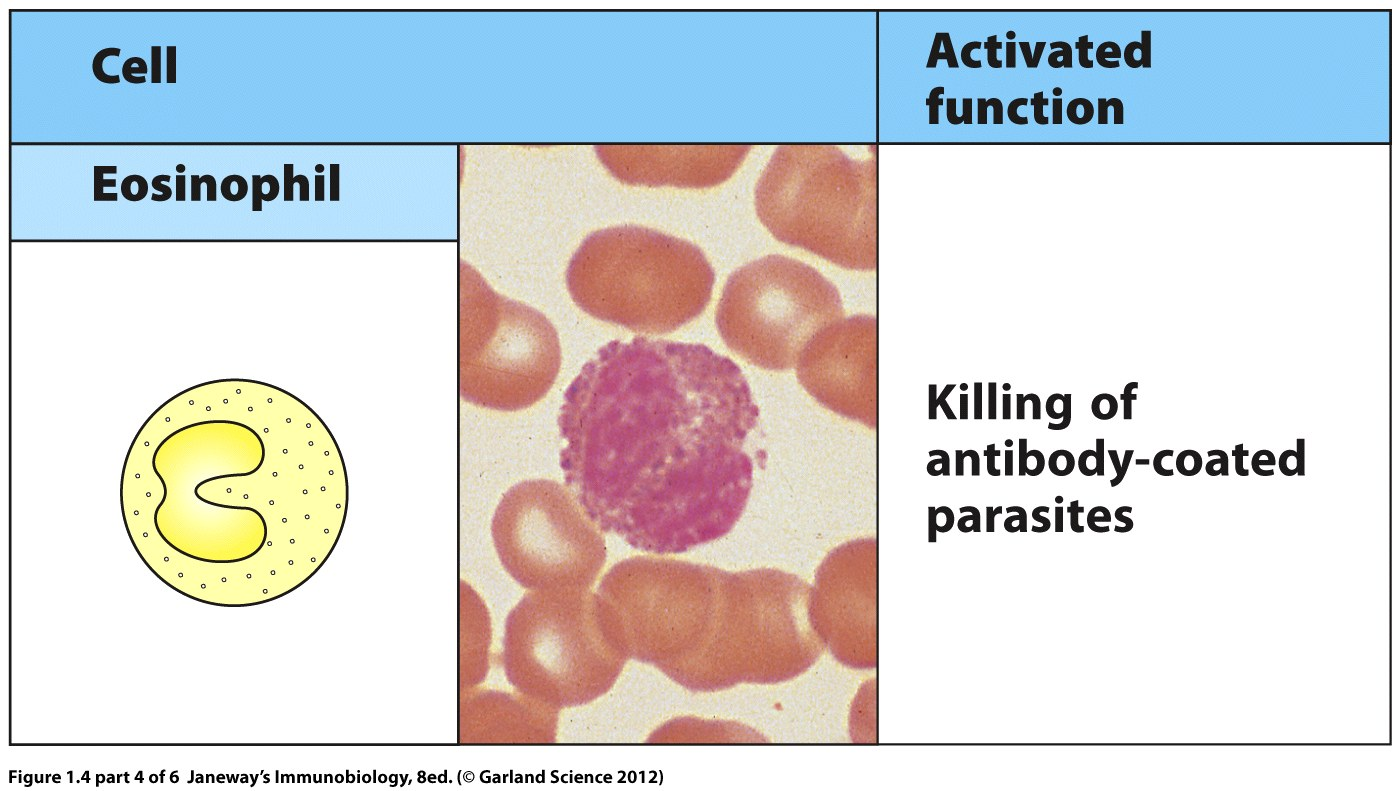 Cell
Activated
function
Eosinophil
Killing of
antibody-coated
parasites
Figure 1.4 part 4 of 6 Janeway’s Immunobiology, 8ed. (© Garland Science 2012)